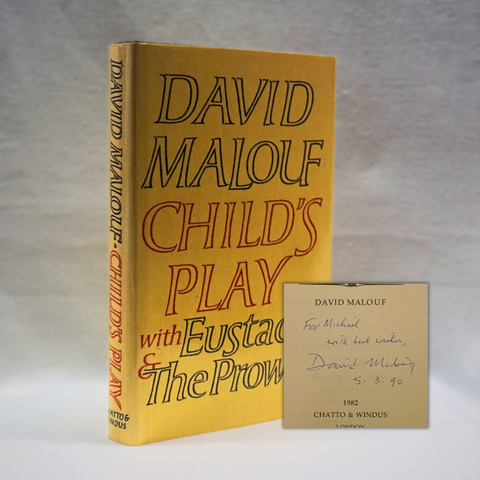 DAVID MALOUF • CHILD'S PLAY
CHATTO &
WINDUS
DAVID
MALOUF
CHILD'S
PLAY
with Eustac
& The Prow
DAVID MALOUF
For Michael,
with best wishes,
David Malouf
5.3.90
1982
CHATTO & WINDUS
LONDON